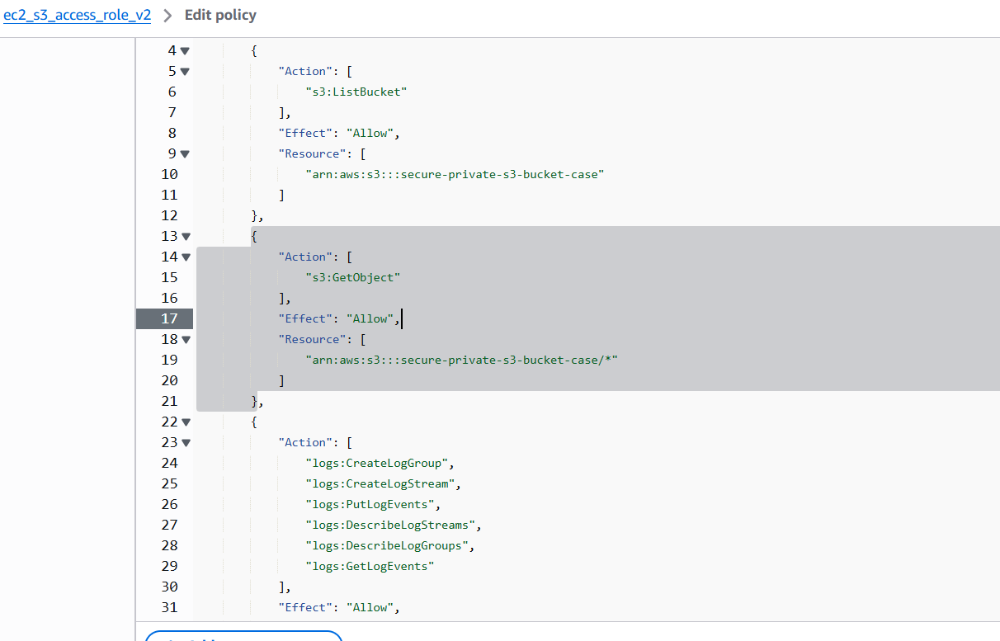 ec2_s3_access_role_v2 > Edit policy
4 {
5 "Action": [
6 "s3:ListBucket"
7 ],
8 "Effect": "Allow",
9 "Resource": [
10 "arn:aws:s3:::secure-private-s3-bucket-case"
11 ]
12 },
13 {
14 "Action": [
15 "s3:GetObject"
16 ],
17 "Effect": "Allow",
18 "Resource": [
19 "arn:aws:s3:::secure-private-s3-bucket-case/*"
20 ]
21 },
22 {
23 "Action": [
24 "logs:CreateLogGroup",
25 "logs:CreateLogStream",
26 "logs:PutLogEvents",
27 "logs:DescribeLogStreams",
28 "logs:DescribeLogGroups",
29 "logs:GetLogEvents"
30 ],
31 "Effect": "Allow",